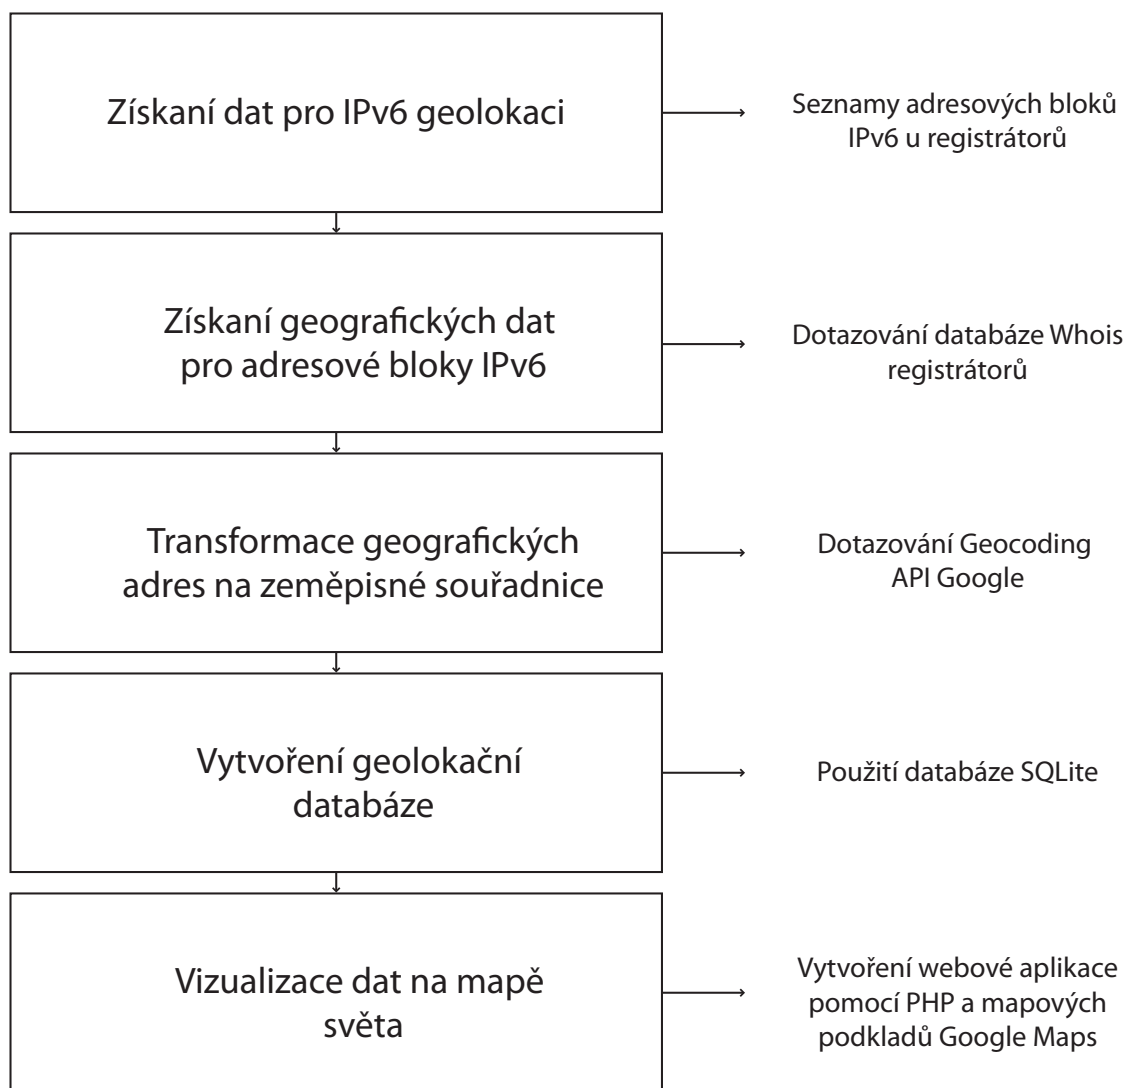 Získaní dat pro IPv6 geolokaci
Seznamy adresových bloků
IPv6 u registrátorů
Získaní geografických dat
pro adresové bloky IPv6
Dotazování databáze Whois
registrátorů
Transformace geografických
adres na zeměpisné souřadnice
Dotazování Geocoding
API Google
Vytvoření geolokační
databáze
Použití databáze SQLite
Vizualizace dat na mapě
světa
Vytvoření webové aplikace
pomocí PHP a mapových
podkladů Google Maps